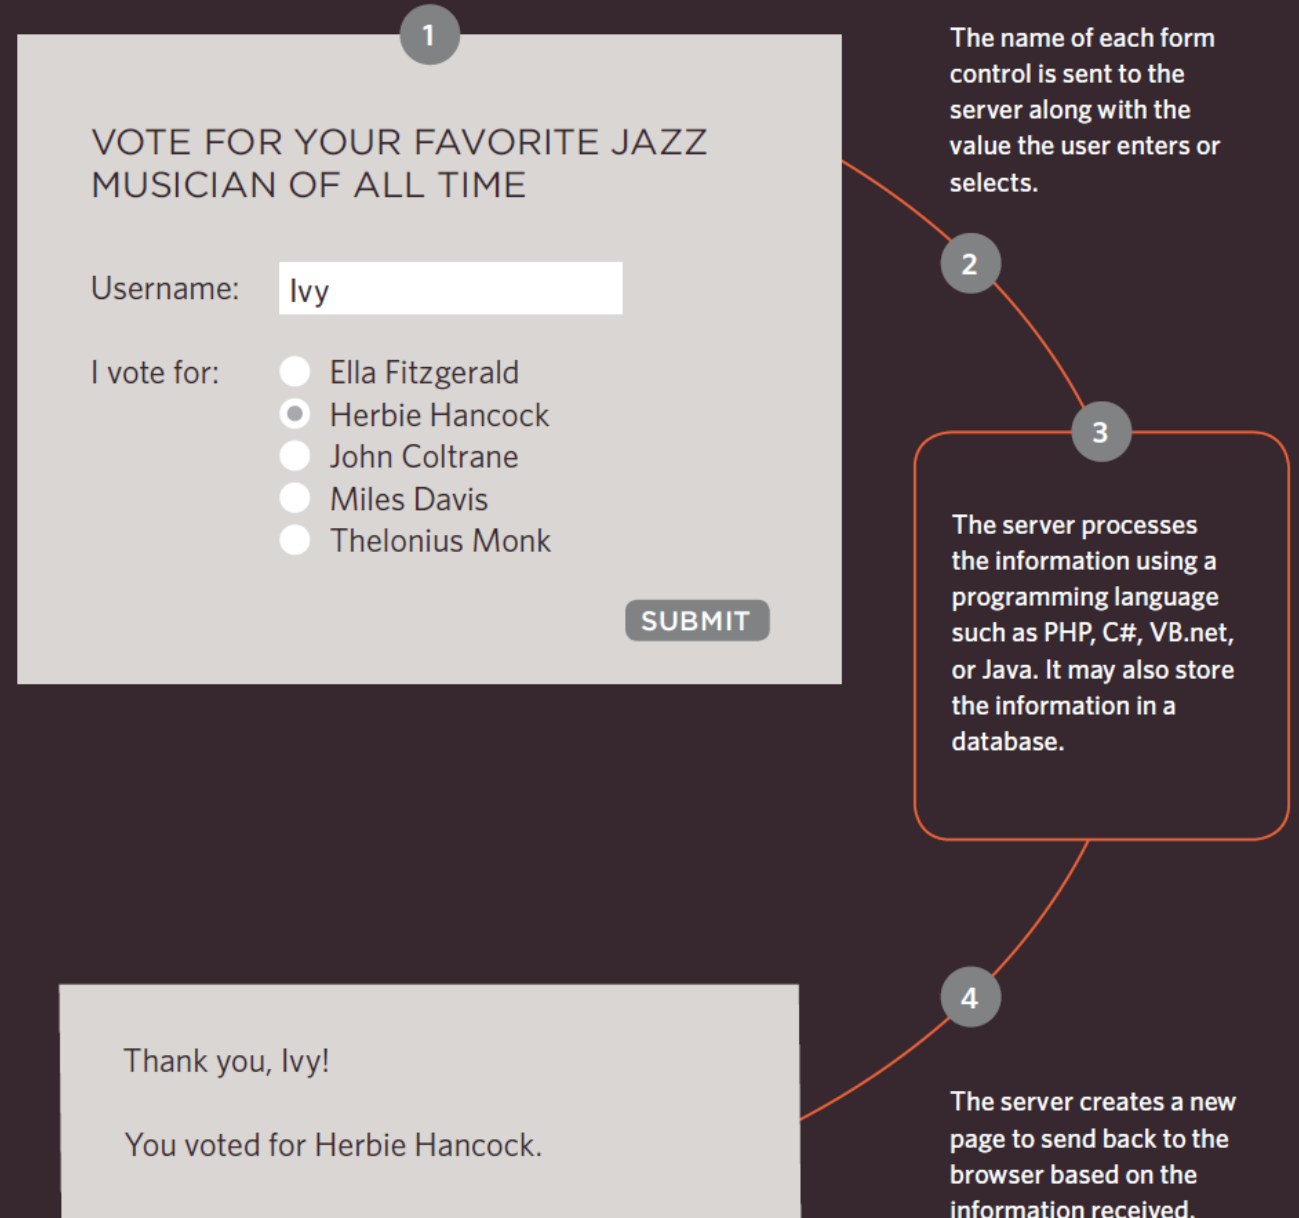 1
VOTE FOR YOUR FAVORITE JAZZ
MUSICIAN OF ALL TIME
Username: Ivy
I vote for: Ella Fitzgerald
Herbie Hancock
John Coltrane
Miles Davis
Thelonius Monk
SUBMIT
The name of each form
control is sent to the
server along with the
value the user enters or
selects.
2
3
The server processes
the information using a
programming language
such as PHP, C#, VB.net,
or Java. It may also store
the information in a
database.
4
The server creates a new
page to send back to the
browser based on the
information received.
Thank you, Ivy!
You voted for Herbie Hancock.